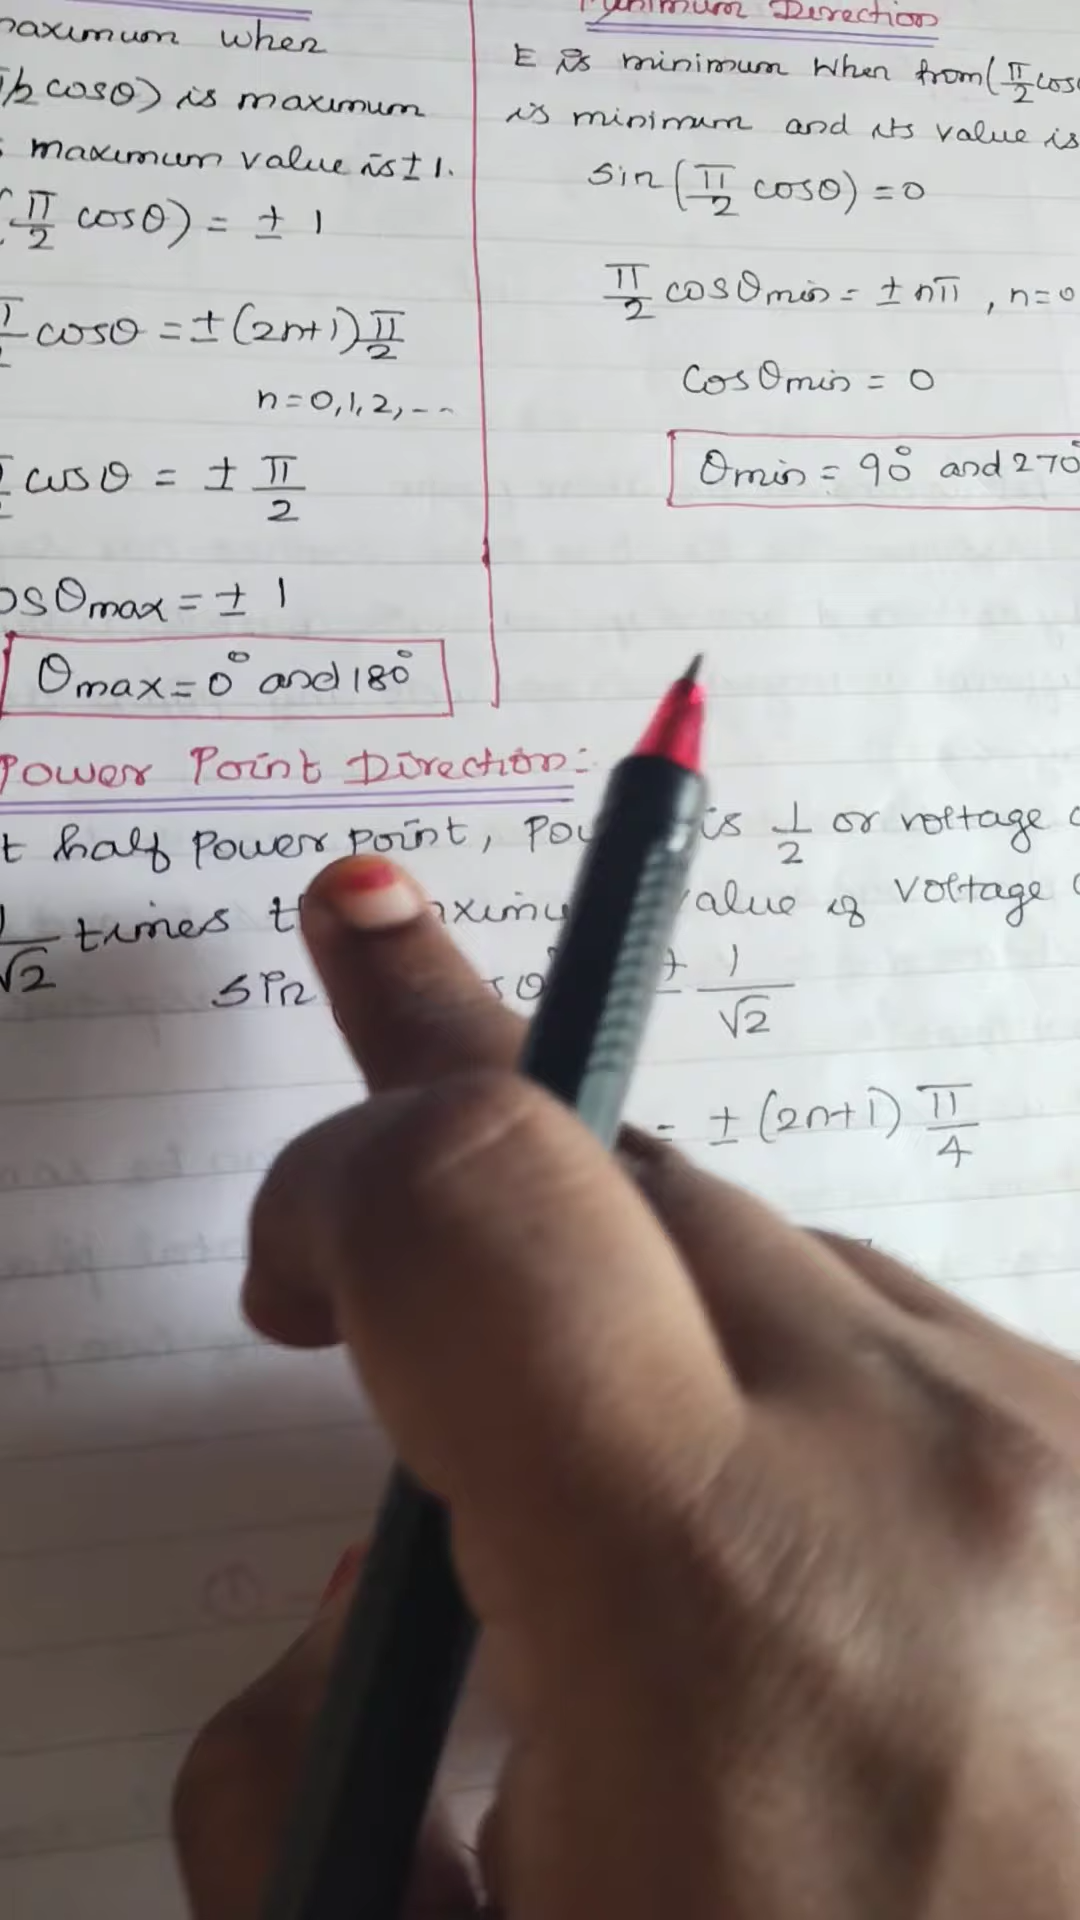 maximum when
π/2 cosθ) is maximum
maximum value is ± 1.
(π/2 cosθ) = ± 1
cosθ = ± (2n+1) π/2
n = 0, 1, 2, ---
cosθ = ± π/2
cosθmax = ± 1
θmax = 0° and 180°
Minimum Direction
E is minimum when from (π/2 cosθ
is minimum and its value is
sin (π/2 cosθ) = 0
π/2 cosθmin = ± nπ , n = 0
cosθmin = 0
θmin = 90° and 270°
Power Point Direction:-
t half power point, is 1/2 or voltage
1/√2 times value of voltage
sin ± 1/√2
= ± (2n+1) π/4